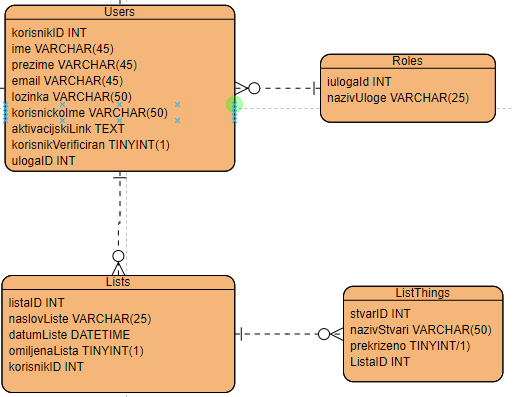 Users
korisnikID INT
ime VARCHAR(45)
prezime VARCHAR(45)
email VARCHAR(45)
lozinka VARCHAR(50)
korisnickoIme VARCHAR(50)
aktivacijskiLink TEXT
korisnikVerificiran TINYINT(1)
ulogaID INT
Roles
iulogaId INT
nazivUloge VARCHAR(25)
Lists
listaID INT
naslovListe VARCHAR(25)
datumListe DATETIME
omiljenaLista TINYINT(1)
korisnikID INT
ListThings
stvarID INT
nazivStvari VARCHAR(50)
prekrizeno TINYINT/1)
ListaID INT